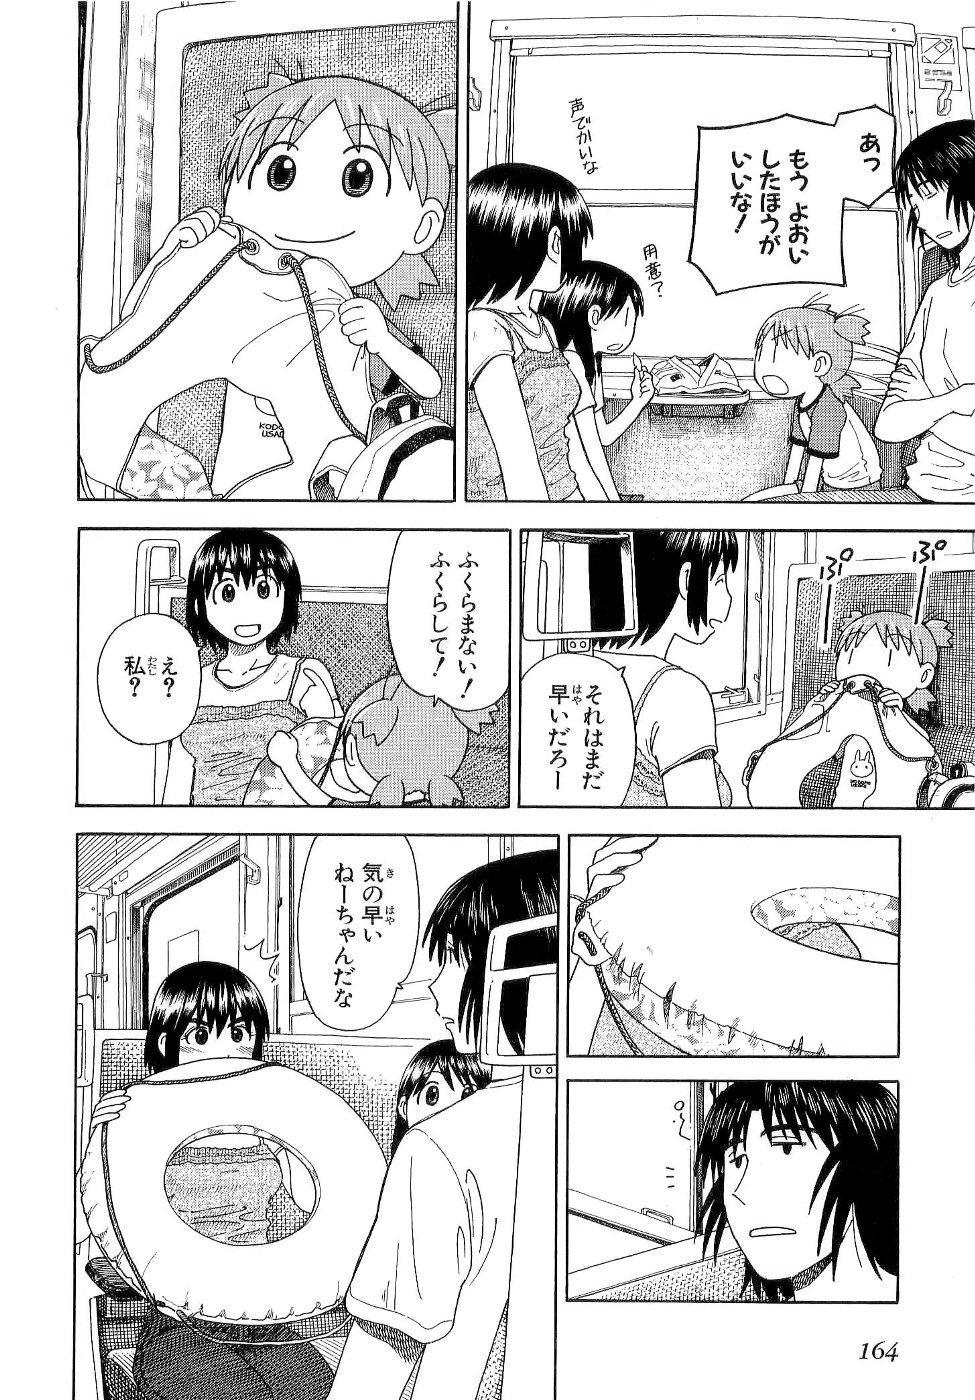 あっ
もう よおい
したほうが
いいな!
声でかいな
用意?
KODO
USA
ぷ°
ぷ°
それはまだ
早いだろー
ふくらまない!
ふくらして!
え?
私?
気の早い
ねーちゃんだな
164